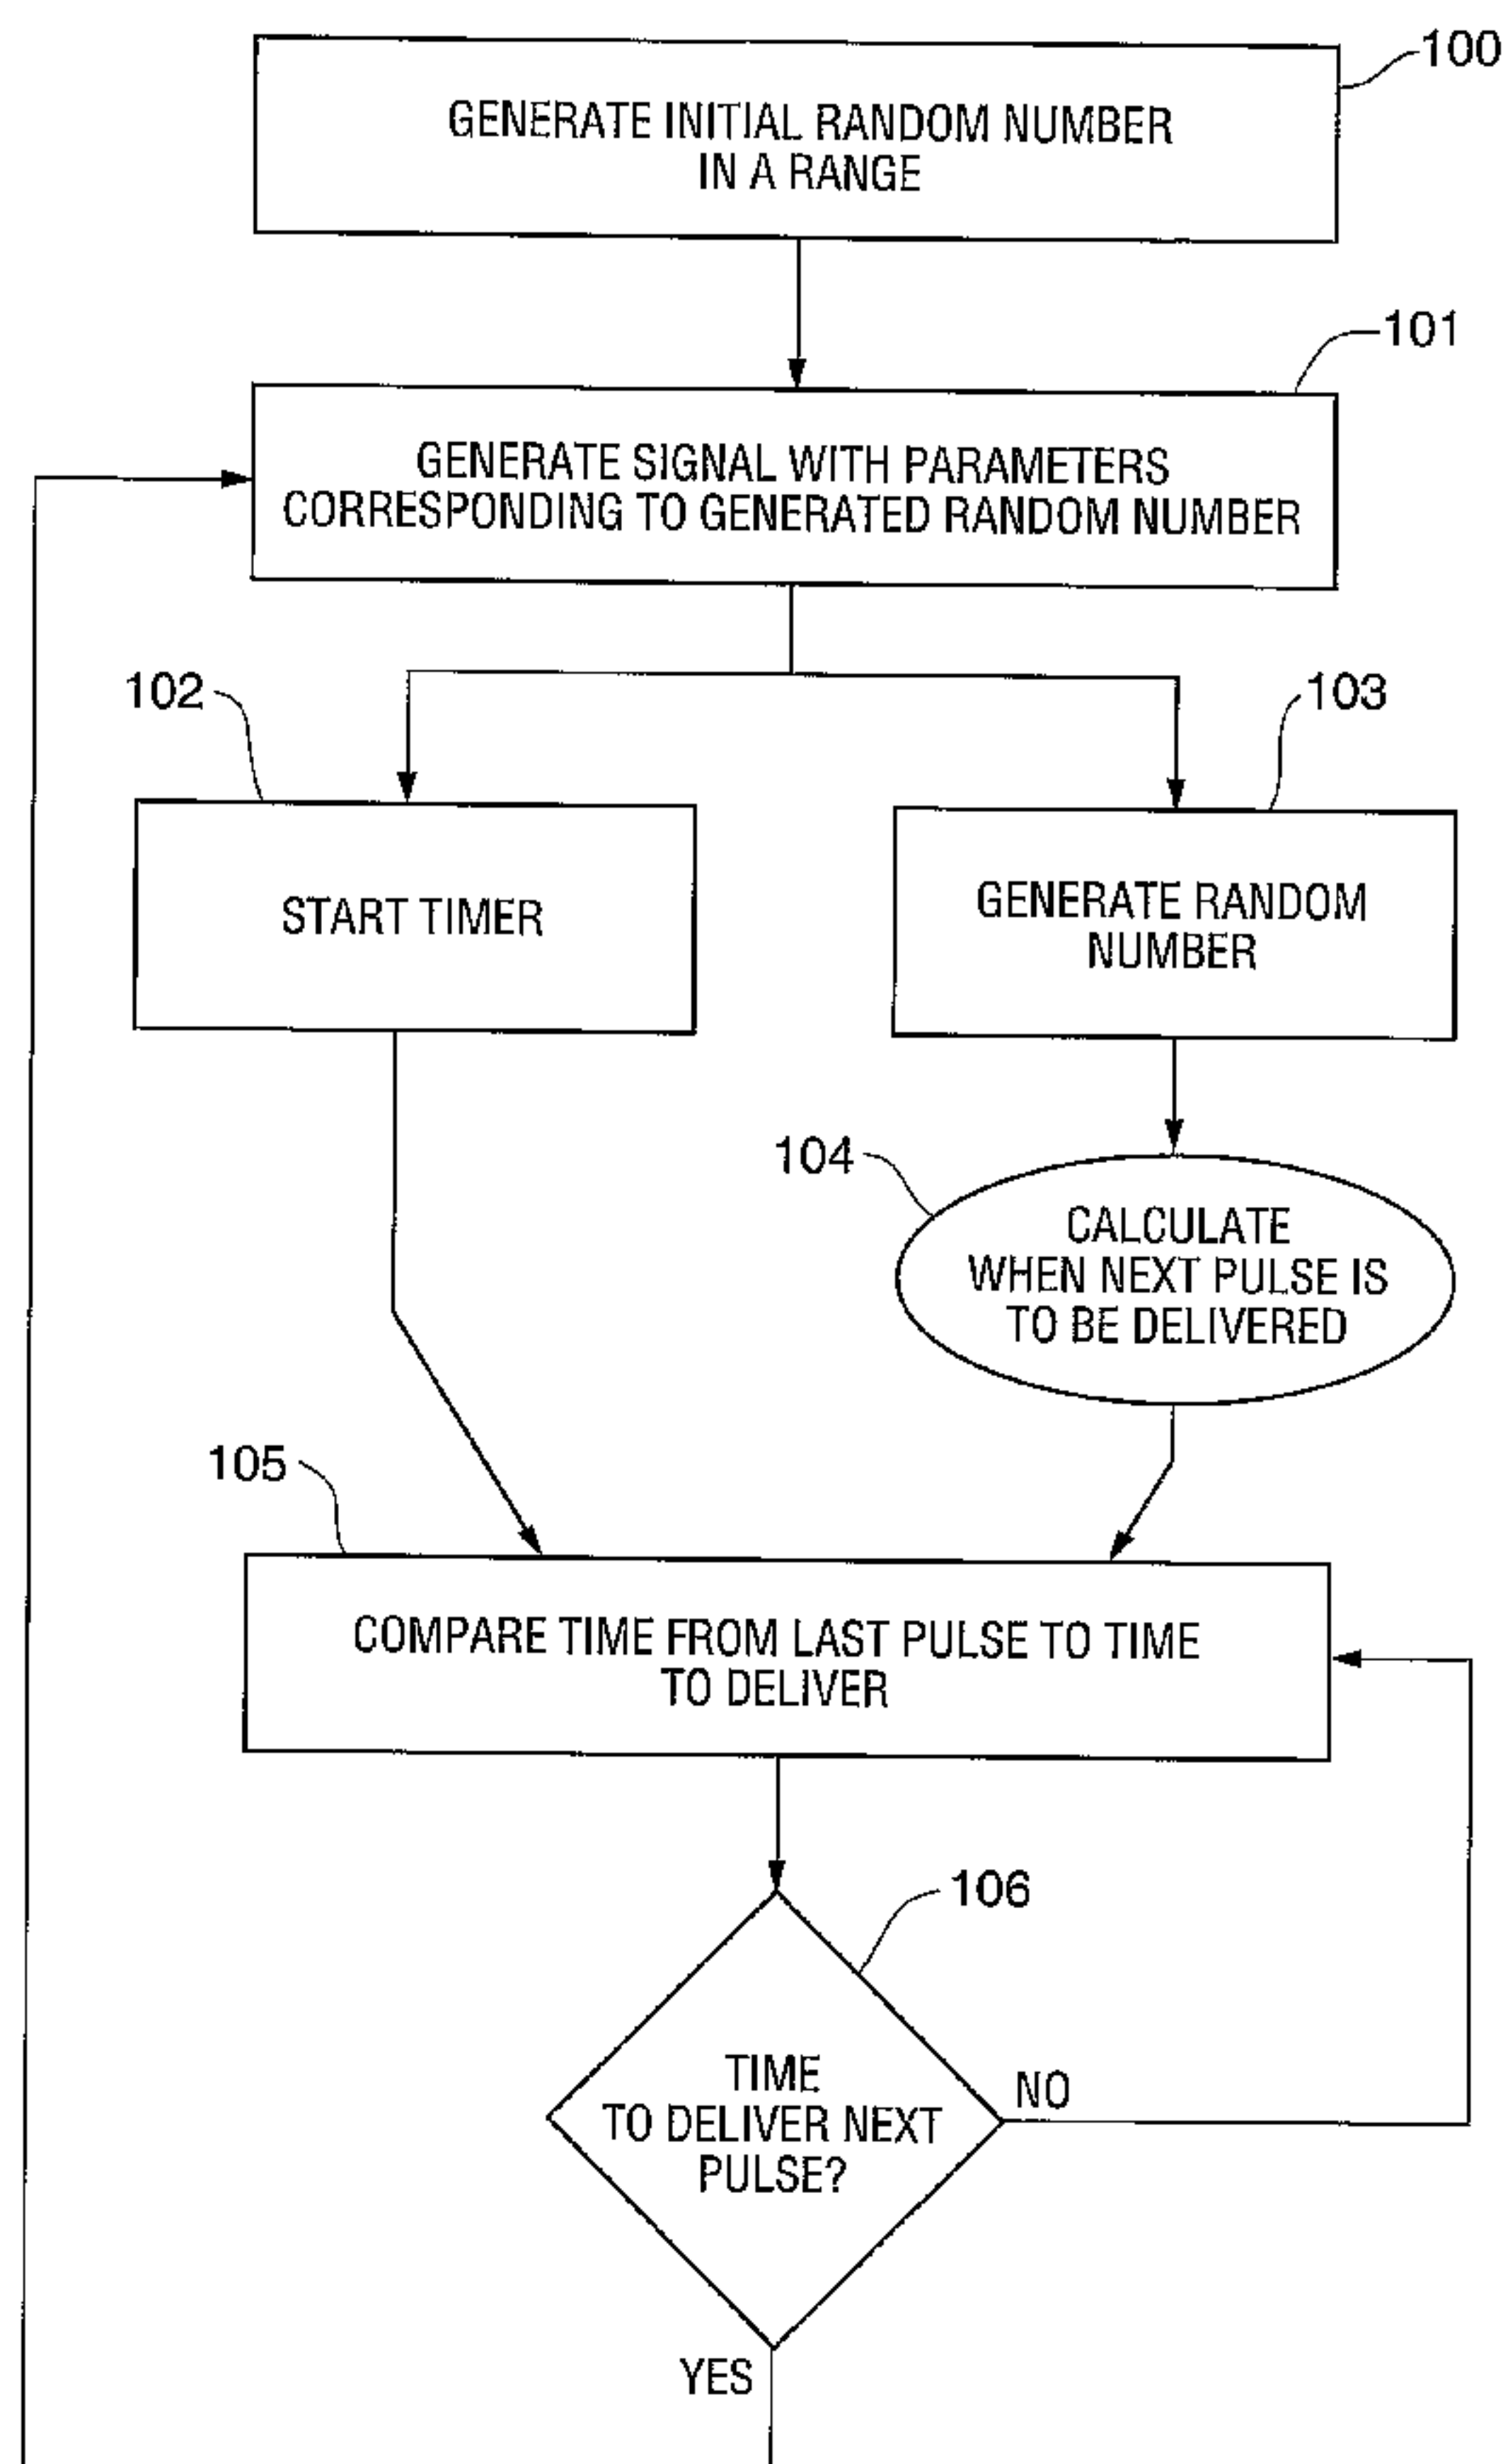 100
GENERATE INITIAL RANDOM NUMBER
IN A RANGE
101
GENERATE SIGNAL WITH PARAMETERS
CORRESPONDING TO GENERATED RANDOM NUMBER
102
103
START TIMER
GENERATE RANDOM
NUMBER
104
CALCULATE
WHEN NEXT PULSE IS
TO BE DELIVERED
105
COMPARE TIME FROM LAST PULSE TO TIME
TO DELIVER
106
TIME
TO DELIVER NEXT
PULSE?
NO
YES